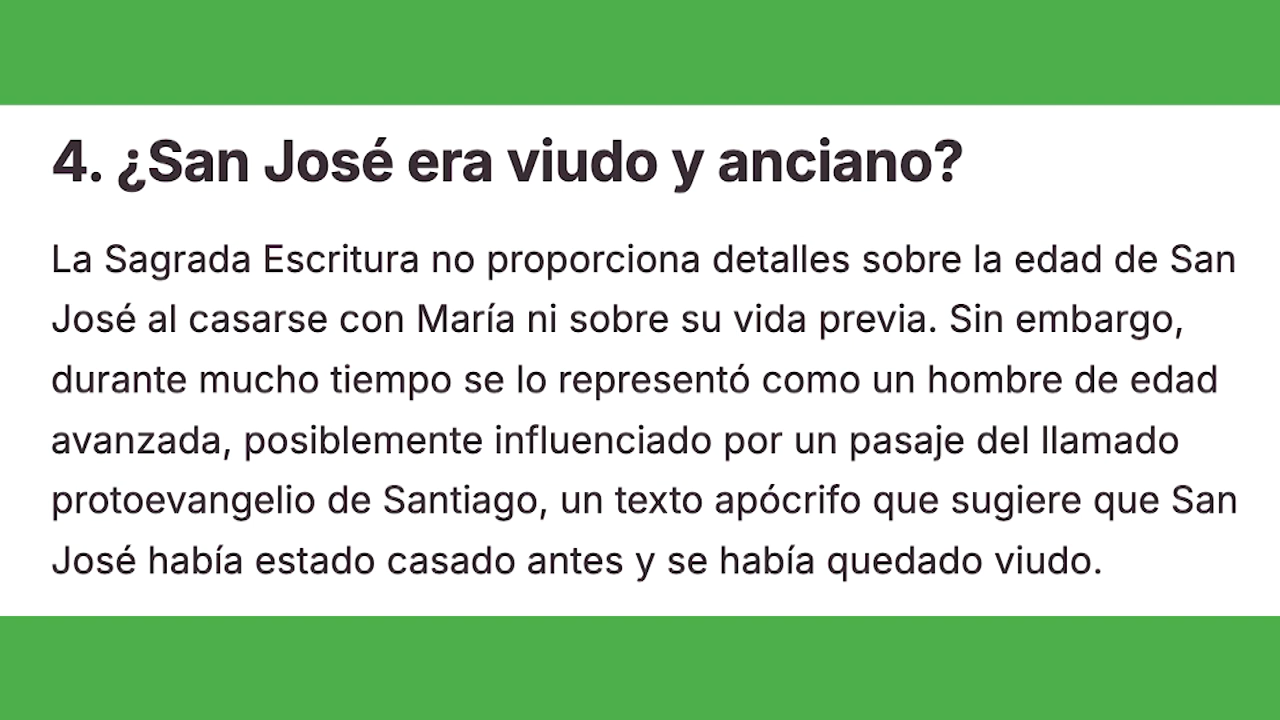 4. ¿San José era viudo y anciano?
La Sagrada Escritura no proporciona detalles sobre la edad de San
José al casarse con María ni sobre su vida previa. Sin embargo,
durante mucho tiempo se lo representó como un hombre de edad
avanzada, posiblemente influenciado por un pasaje del llamado
protoevangelio de Santiago, un texto apócrifo que sugiere que San
José había estado casado antes y se había quedado viudo.